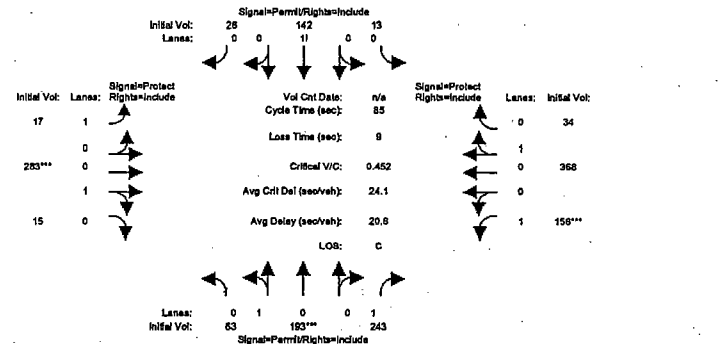 Signal=Permit/Rights=Include
Initial Vol: 26 142 13
Lanes: 0 0 1! 0 0
Signal=Protect
Initial Vol: Lanes: Rights=Include
Vol Cnt Date: n/a
Signal=Protect
Rights=Include Lanes: Initial Vol:
17 1
Cycle Time (sec): 85
0 34
0
Loss Time (sec): 9
1
283*** 0
Critical V/C: 0.452
0 368
1
Avg Crit Del (sec/veh): 24.1
0
15 0
Avg Delay (sec/veh): 20.8
1 156***
LOS: C
Lanes: 0 1 0 0 1
Initial Vol: 63 193*** 243
Signal=Permit/Rights=Include